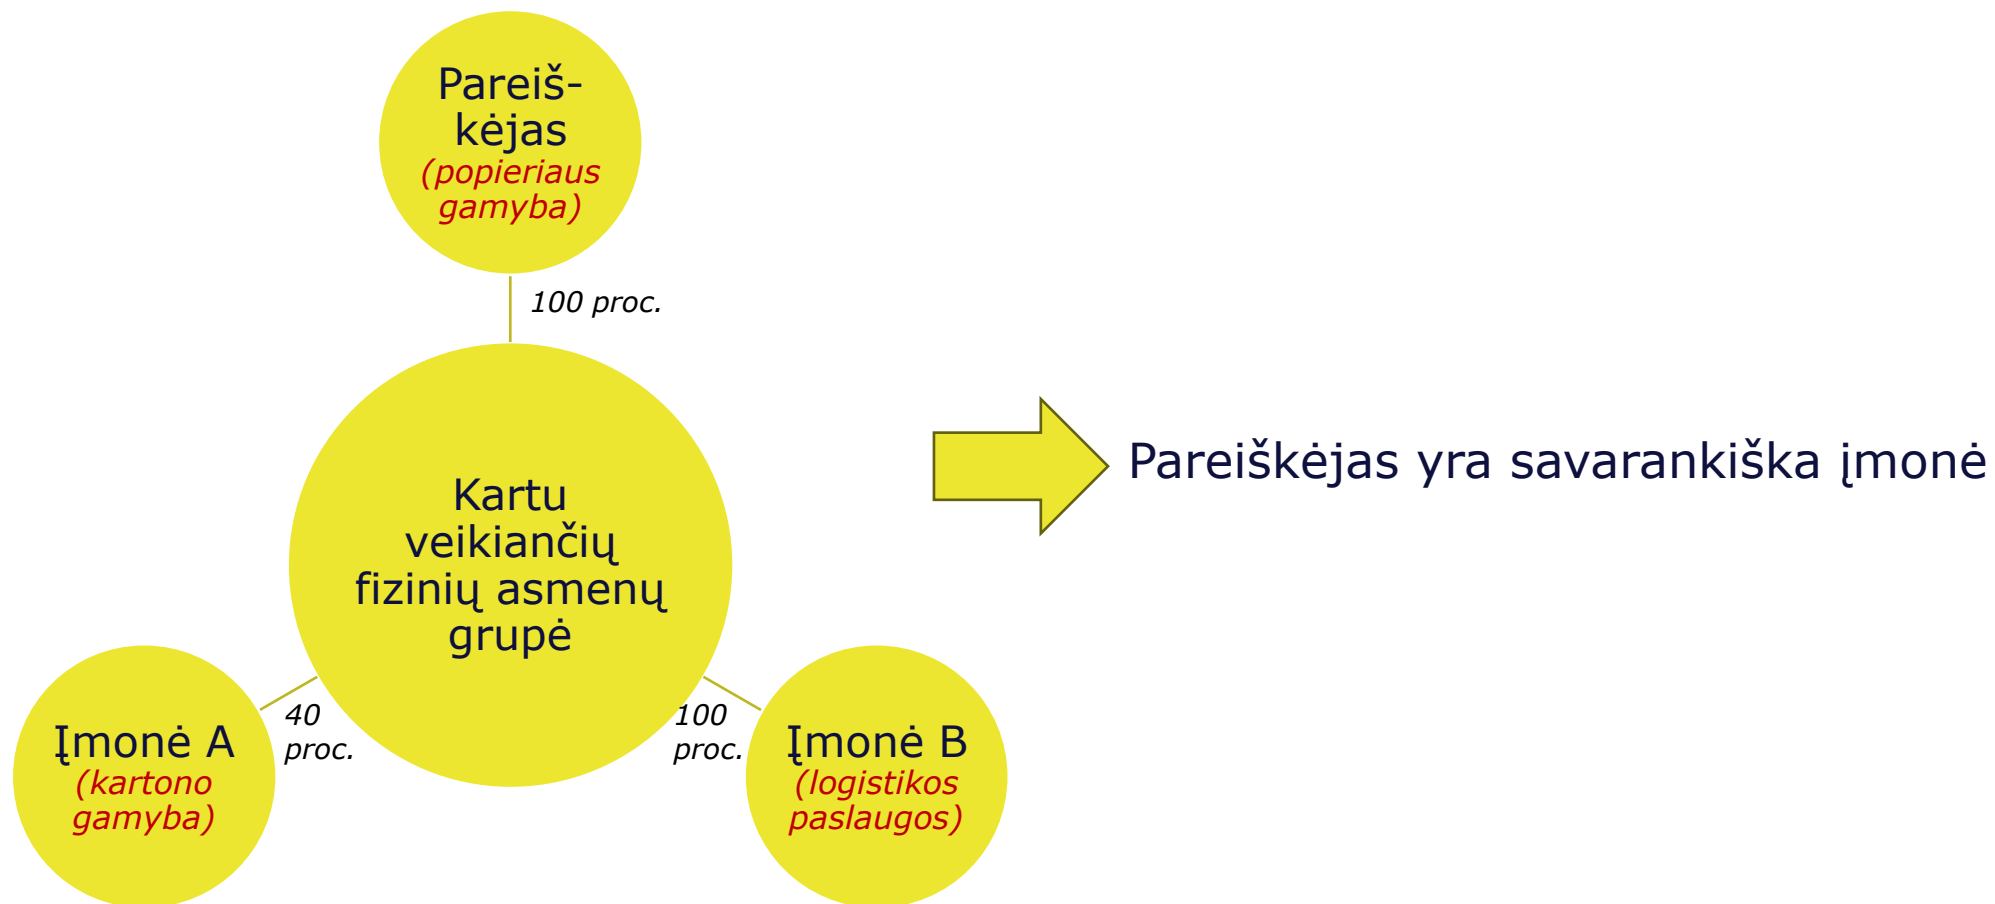 Pareiš-
kėjas
(popieriaus
gamyba)
100 proc.
Kartu
veikiančių
fizinių asmenų
grupė
40
proc.
100
proc.
Įmonė A
(kartono
gamyba)
Įmonė B
(logistikos
paslaugos)
Pareiškėjas yra savarankiška įmonė